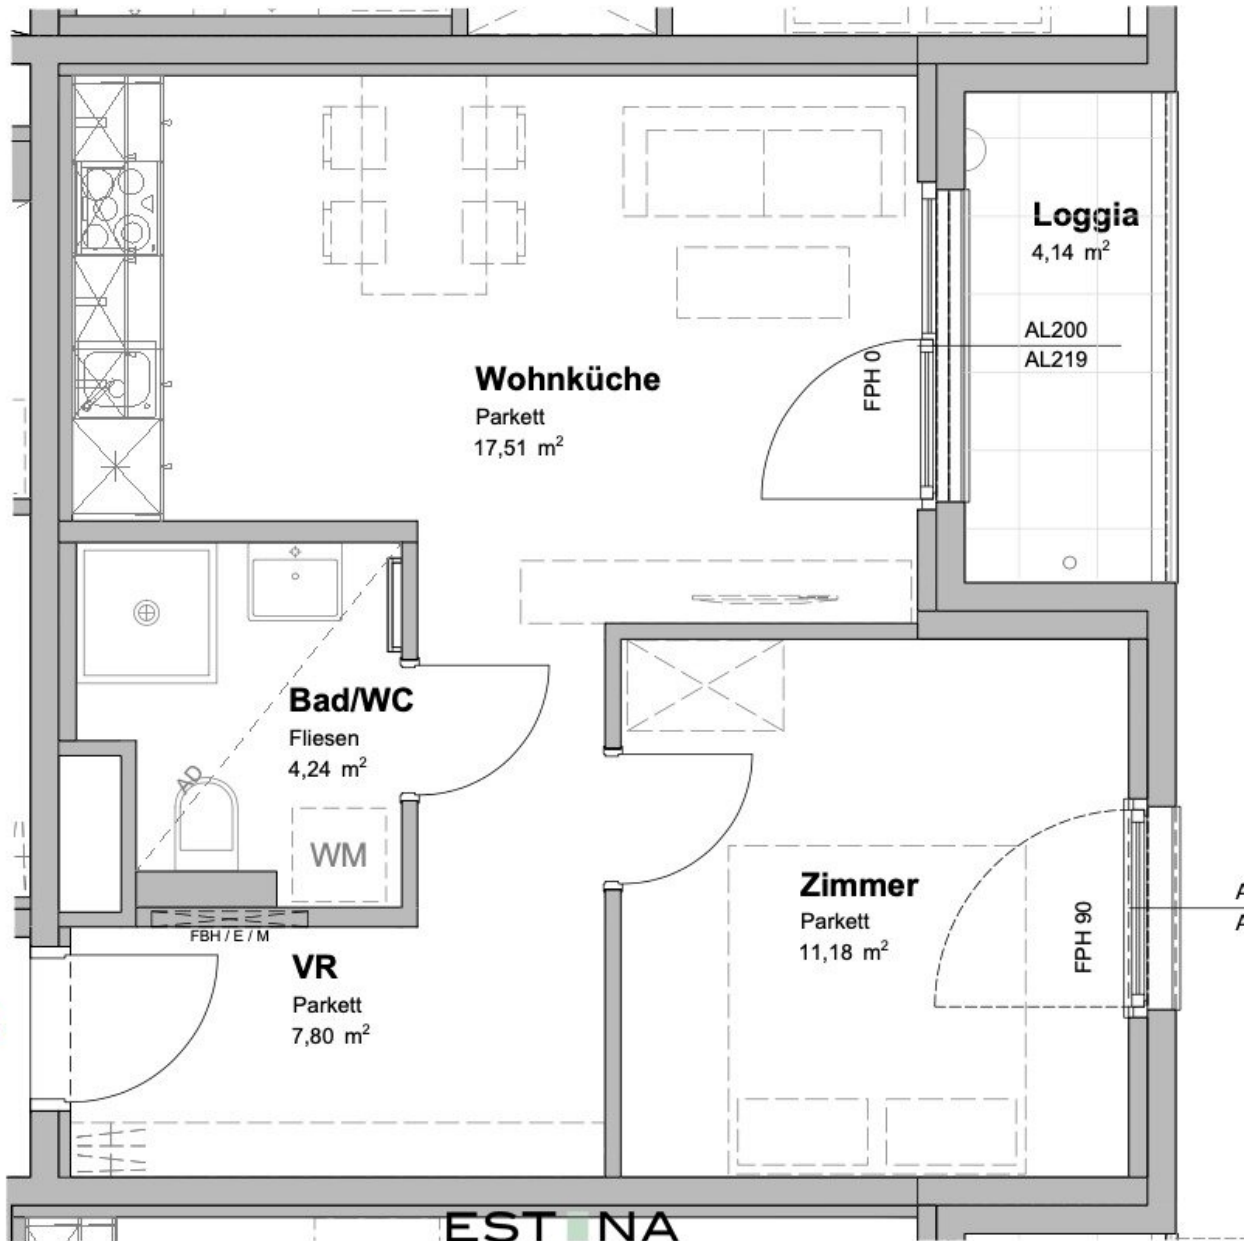 Loggia
4,14 m²
AL200
AL219
FPH 0
Wohnküche
Parkett
17,51 m²
Bad/WC
Fliesen
4,24 m²
AD
WM
FBH / E / M
VR
Parkett
7,80 m²
Zimmer
Parkett
11,18 m²
FPH 90
A
A